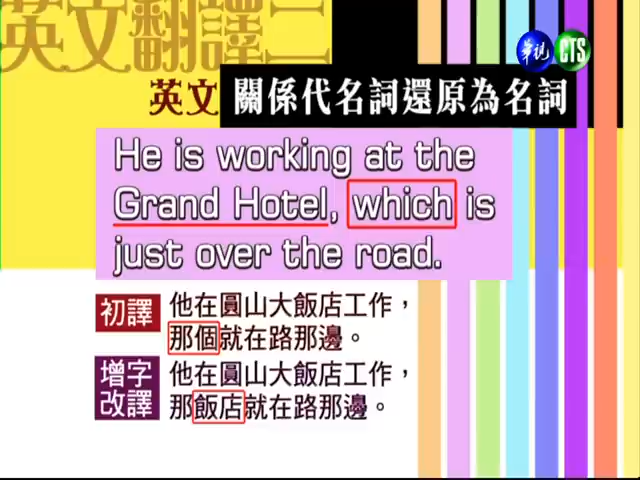 英文翻譯二
華視 CTS
英文 關係代名詞還原為名詞
He is working at the
Grand Hotel, which is
just over the road.
初譯 他在圓山大飯店工作，
那個就在路那邊。
增字 他在圓山大飯店工作，
改譯 那飯店就在路那邊。